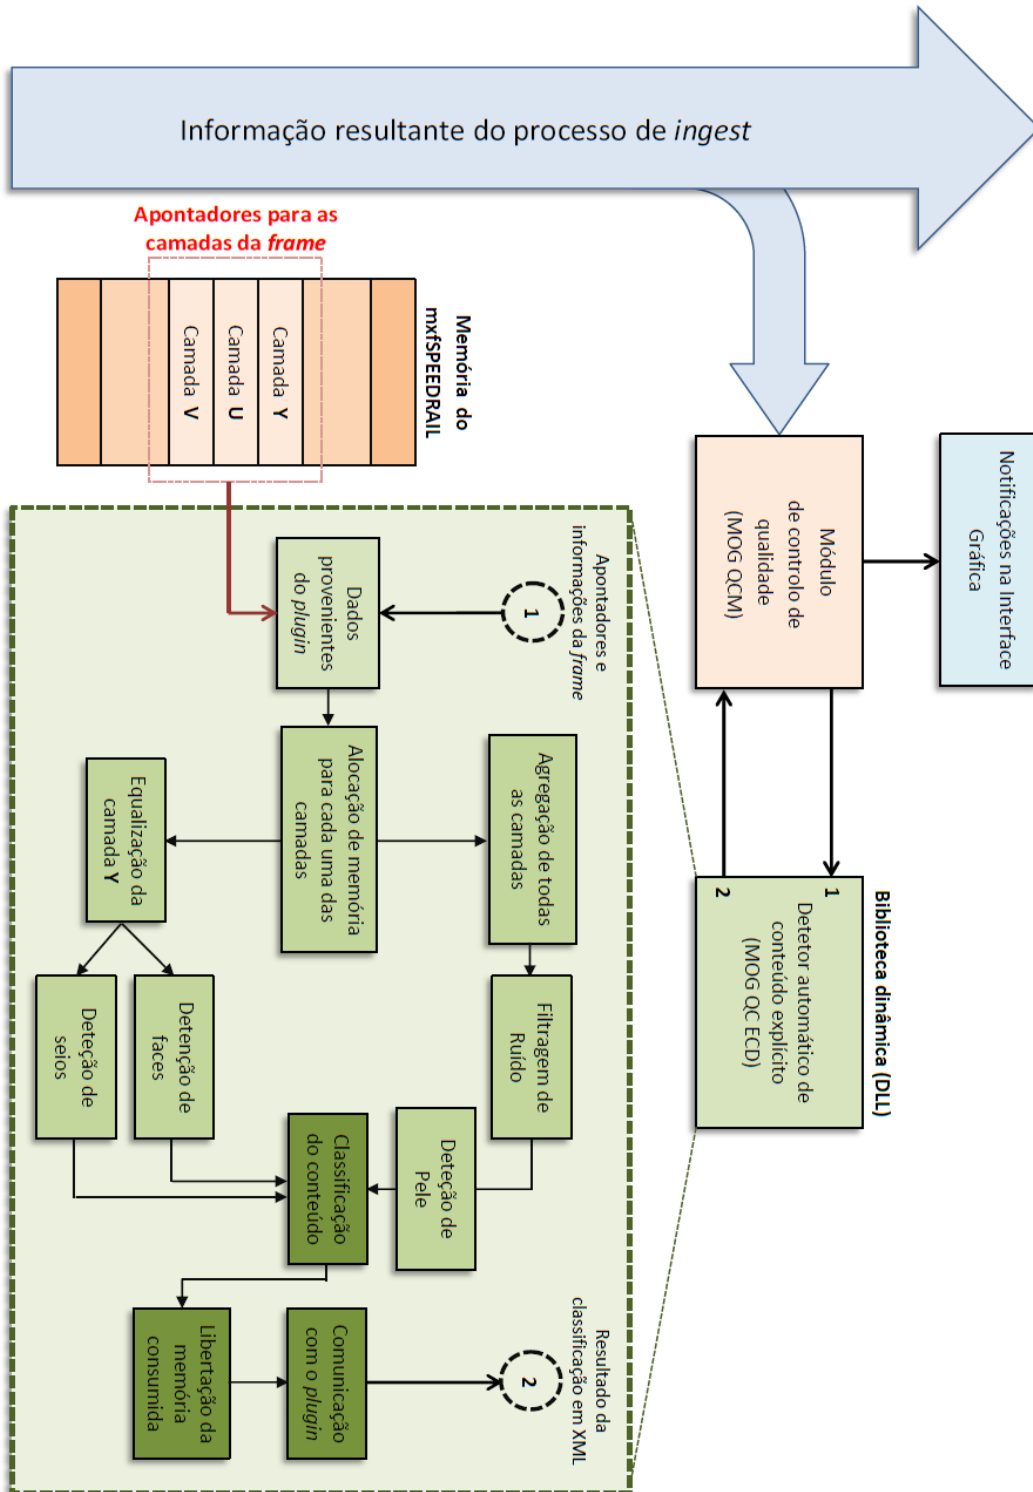 Informação resultante do processo de ingest
Apontadores para as
camadas da frame
Memória do
mxfSPEEDRAIL
Camada Y
Camada U
Camada V
Notificações na Interface
Gráfica
Módulo
de controlo de
qualidade
(MOG QCM)
Biblioteca dinâmica (DLL)
1
2
Detetor automático de
conteúdo explícito
(MOG QC ECD)
Apontadores e
informações da frame
1
Dados
provenientes
do plugin
Alocação de memória
para cada uma das
camadas
Agregação de todas
as camadas
Equalização da
camada Y
Filtragem de
Ruído
Detenção de
faces
Deteção de
seios
Deteção de
Pele
Classificação
do conteúdo
Libertação da
memória
consumida
Comunicação
com o plugin
Resultado da
classificação em XML
2